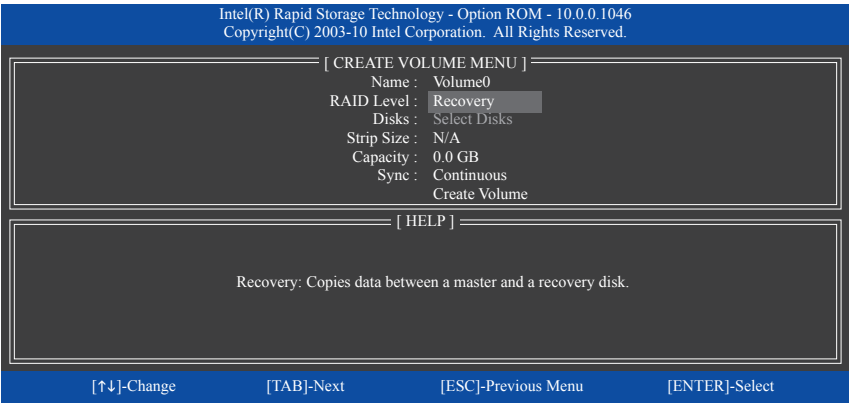 Intel(R) Rapid Storage Technology - Option ROM - 10.0.0.1046
Copyright(C) 2003-10 Intel Corporation. All Rights Reserved.
[ CREATE VOLUME MENU ]
Name : Volume0
RAID Level : Recovery
Disks : Select Disks
Strip Size : N/A
Capacity : 0.0 GB
Sync : Continuous
Create Volume
[ HELP ]
Recovery: Copies data between a master and a recovery disk.
[↑↓]-Change [TAB]-Next [ESC]-Previous Menu [ENTER]-Select